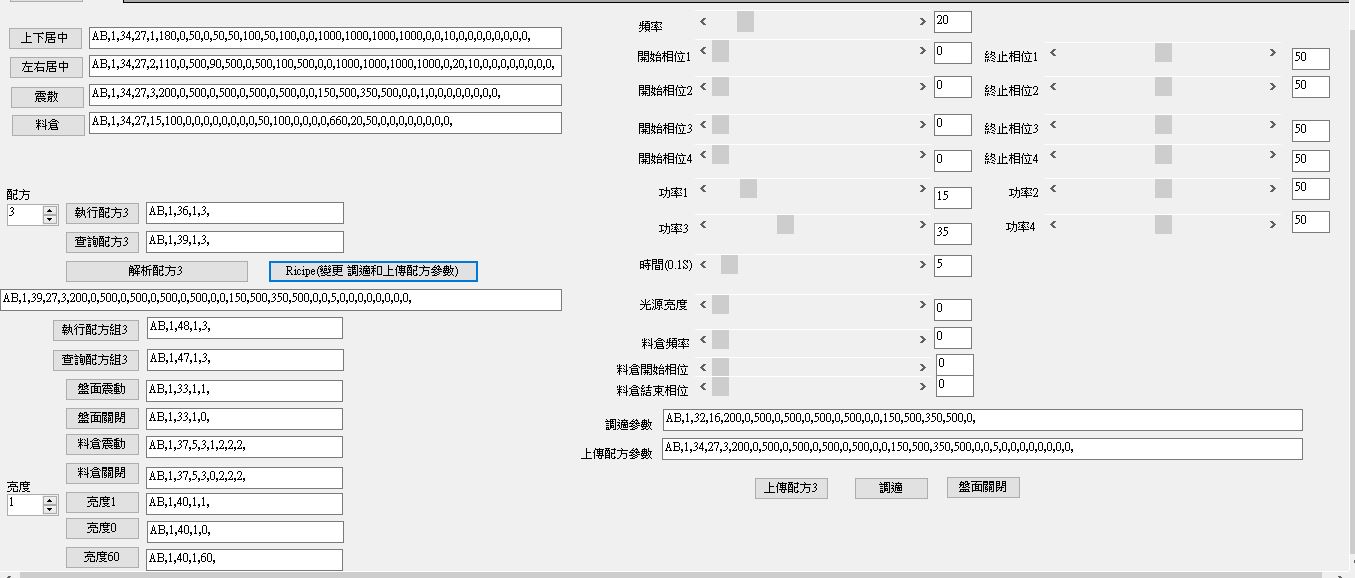 上下居中 AB,1,34,27,1,180,0,50,0,50,50,100,50,100,0,0,1000,1000,1000,1000,0,0,10,0,0,0,0,0,0,0,0,
左右居中 AB,1,34,27,2,110,0,500,90,500,0,500,100,500,0,0,1000,1000,1000,1000,0,20,10,0,0,0,0,0,0,0,0,
震散 AB,1,34,27,3,200,0,500,0,500,0,500,0,500,0,0,150,500,350,500,0,0,1,0,0,0,0,0,0,0,0,
料倉 AB,1,34,27,15,100,0,0,0,0,0,0,0,0,50,100,0,0,0,0,660,20,50,0,0,0,0,0,0,0,0,
配方
3
執行配方3 AB,1,36,1,3,
查詢配方3 AB,1,39,1,3,
解析配方3 Ricipe(變更 調適和上傳配方參數)
AB,1,39,27,3,200,0,500,0,500,0,500,0,500,0,0,150,500,350,500,0,0,5,0,0,0,0,0,0,0,0,
執行配方組3 AB,1,48,1,3,
查詢配方組3 AB,1,47,1,3,
盤面震動 AB,1,33,1,1,
盤面關閉 AB,1,33,1,0,
料倉震動 AB,1,37,5,3,1,2,2,2,
料倉關閉 AB,1,37,5,3,0,2,2,2,
亮度
1
亮度1 AB,1,40,1,1,
亮度0 AB,1,40,1,0,
亮度60 AB,1,40,1,60,
頻率 20
開始相位1 0 終止相位1 50
開始相位2 0 終止相位2 50
開始相位3 0 終止相位3 50
開始相位4 0 終止相位4 50
功率1 15 功率2 50
功率3 35 功率4 50
時間(0.1S) 5
光源亮度 0
料倉頻率 0
料倉開始相位 0
料倉結束相位 0
調適參數 AB,1,32,16,200,0,500,0,500,0,500,0,500,0,0,150,500,350,500,0,
上傳配方參數 AB,1,34,27,3,200,0,500,0,500,0,500,0,500,0,0,150,500,350,500,0,0,5,0,0,0,0,0,0,0,0,
上傳配方3 調適 盤面關閉